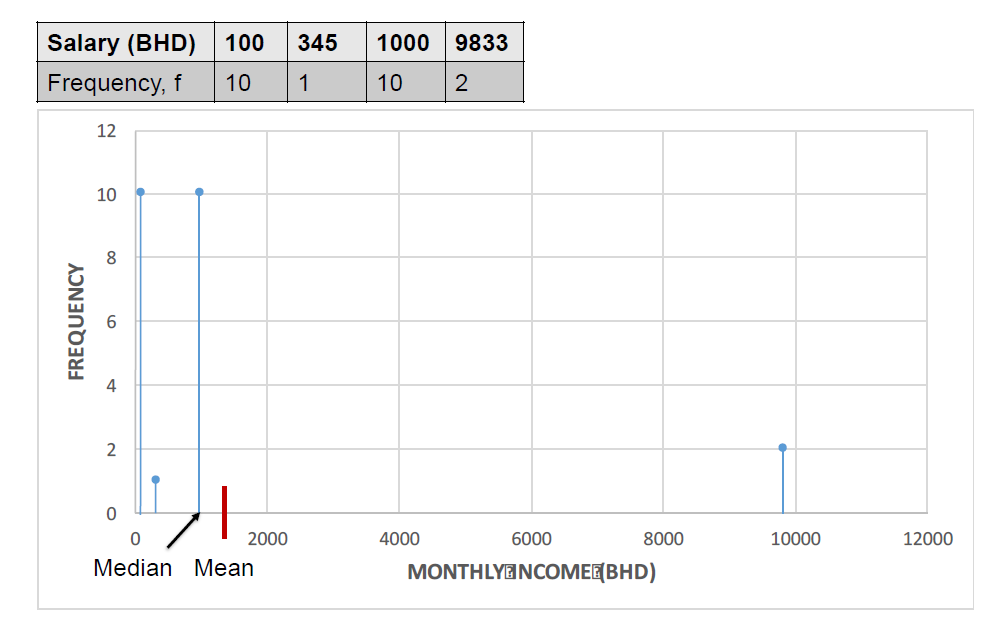 Salary (BHD) 100 345 1000 9833
Frequency, f 10 1 10 2
12
10
8
6
4
2
0
FREQUENCY
0 2000 4000 6000 8000 10000 12000
Median Mean
MONTHLY⍰INCOME⍰(BHD)